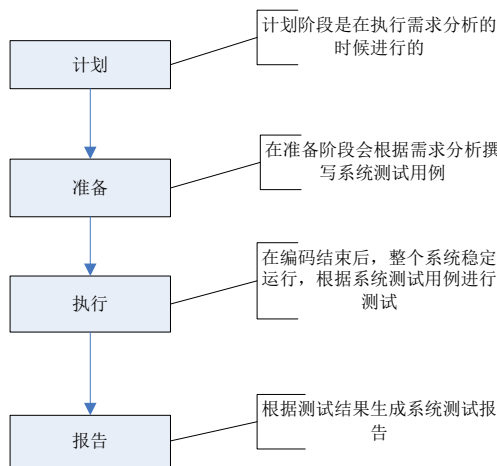 计划阶段是在执行需求分析的
时候进行的
计划
在准备阶段会根据需求分析撰
写系统测试用例
准备
在编码结束后，整个系统稳定
运行，根据系统测试用例进行
测试
执行
根据测试结果生成系统测试报
告
报告